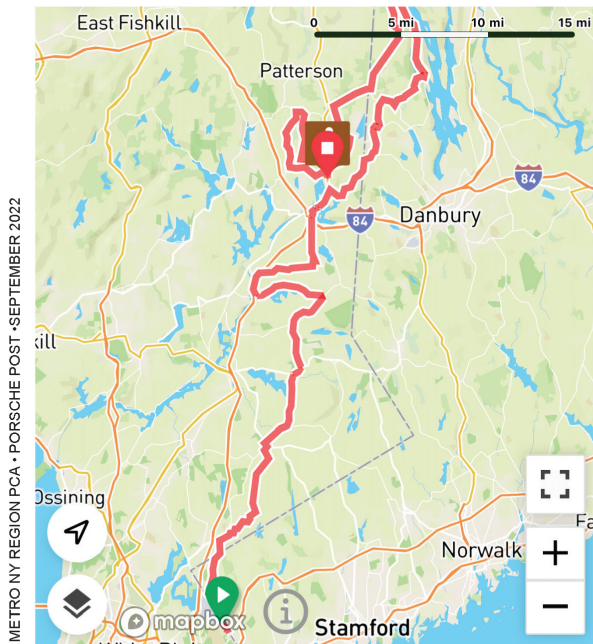 0 5 mi 10 mi 15 mi
East Fishkill
Patterson
84
84
Danbury
kill
METRO NY REGION PCA • PORSCHE POST •SEPTEMBER 2022
Ossining
Norwalk
Fa
mapbox
i
Stamford